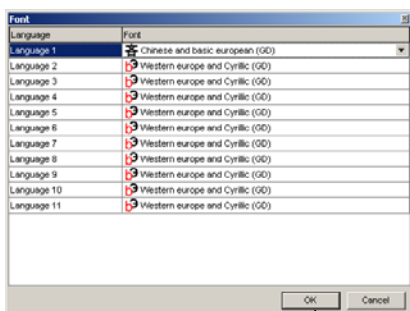 Font
Language Font
Language 1 Chinese and basic european (GD)
Language 2 Western europe and Cyrillic (GD)
Language 3 Western europe and Cyrillic (GD)
Language 4 Western europe and Cyrillic (GD)
Language 5 Western europe and Cyrillic (GD)
Language 6 Western europe and Cyrillic (GD)
Language 7 Western europe and Cyrillic (GD)
Language 8 Western europe and Cyrillic (GD)
Language 9 Western europe and Cyrillic (GD)
Language 10 Western europe and Cyrillic (GD)
Language 11 Western europe and Cyrillic (GD)
OK Cancel